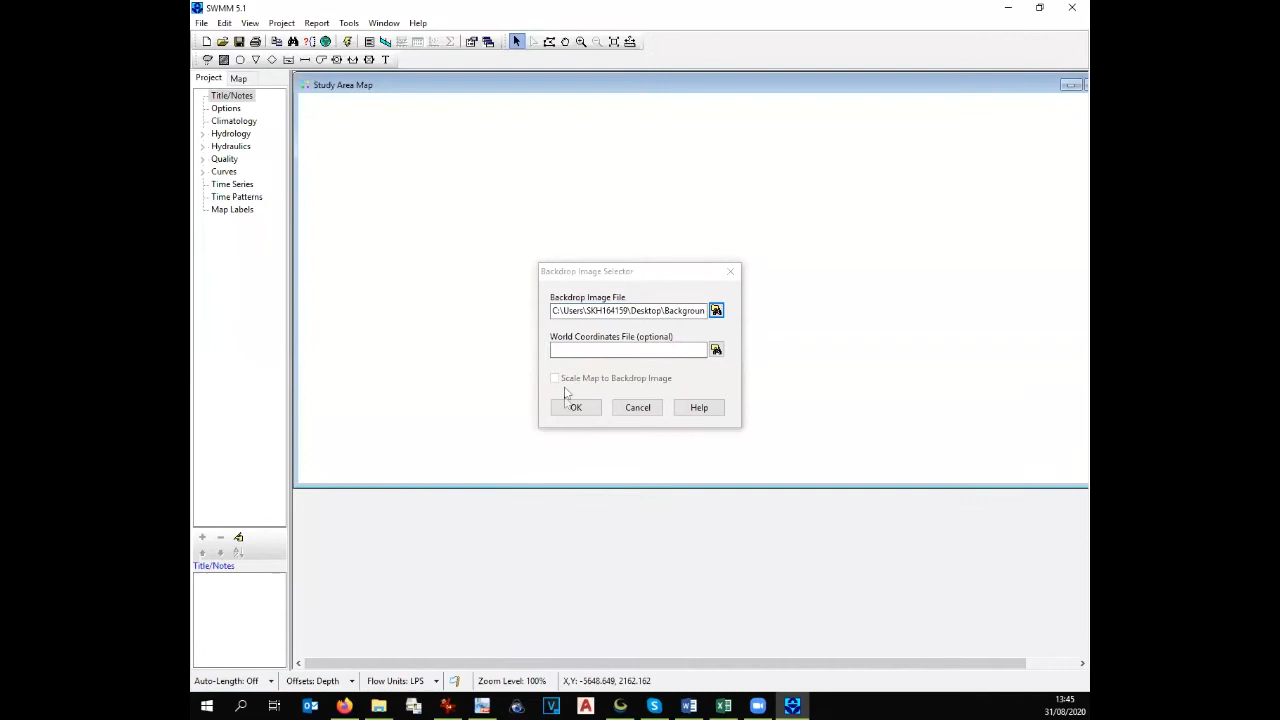 SWMM 5.1
File Edit View Project Report Tools Window Help
Project Map
Study Area Map
Title/Notes
Options
Climatology
Hydrology
Hydraulics
Quality
Curves
Time Series
Time Patterns
Map Labels
Backdrop Image Selector
Backdrop Image File
C:\Users\SKH164159\Desktop\Backgroun
World Coordinates File (optional)
Scale Map to Backdrop Image
OK Cancel Help
Title/Notes
Auto-Length: Off Offsets: Depth Flow Units: LPS Zoom Level: 100% X,Y: -5648.649, 2162.162
13:45
31/08/2020